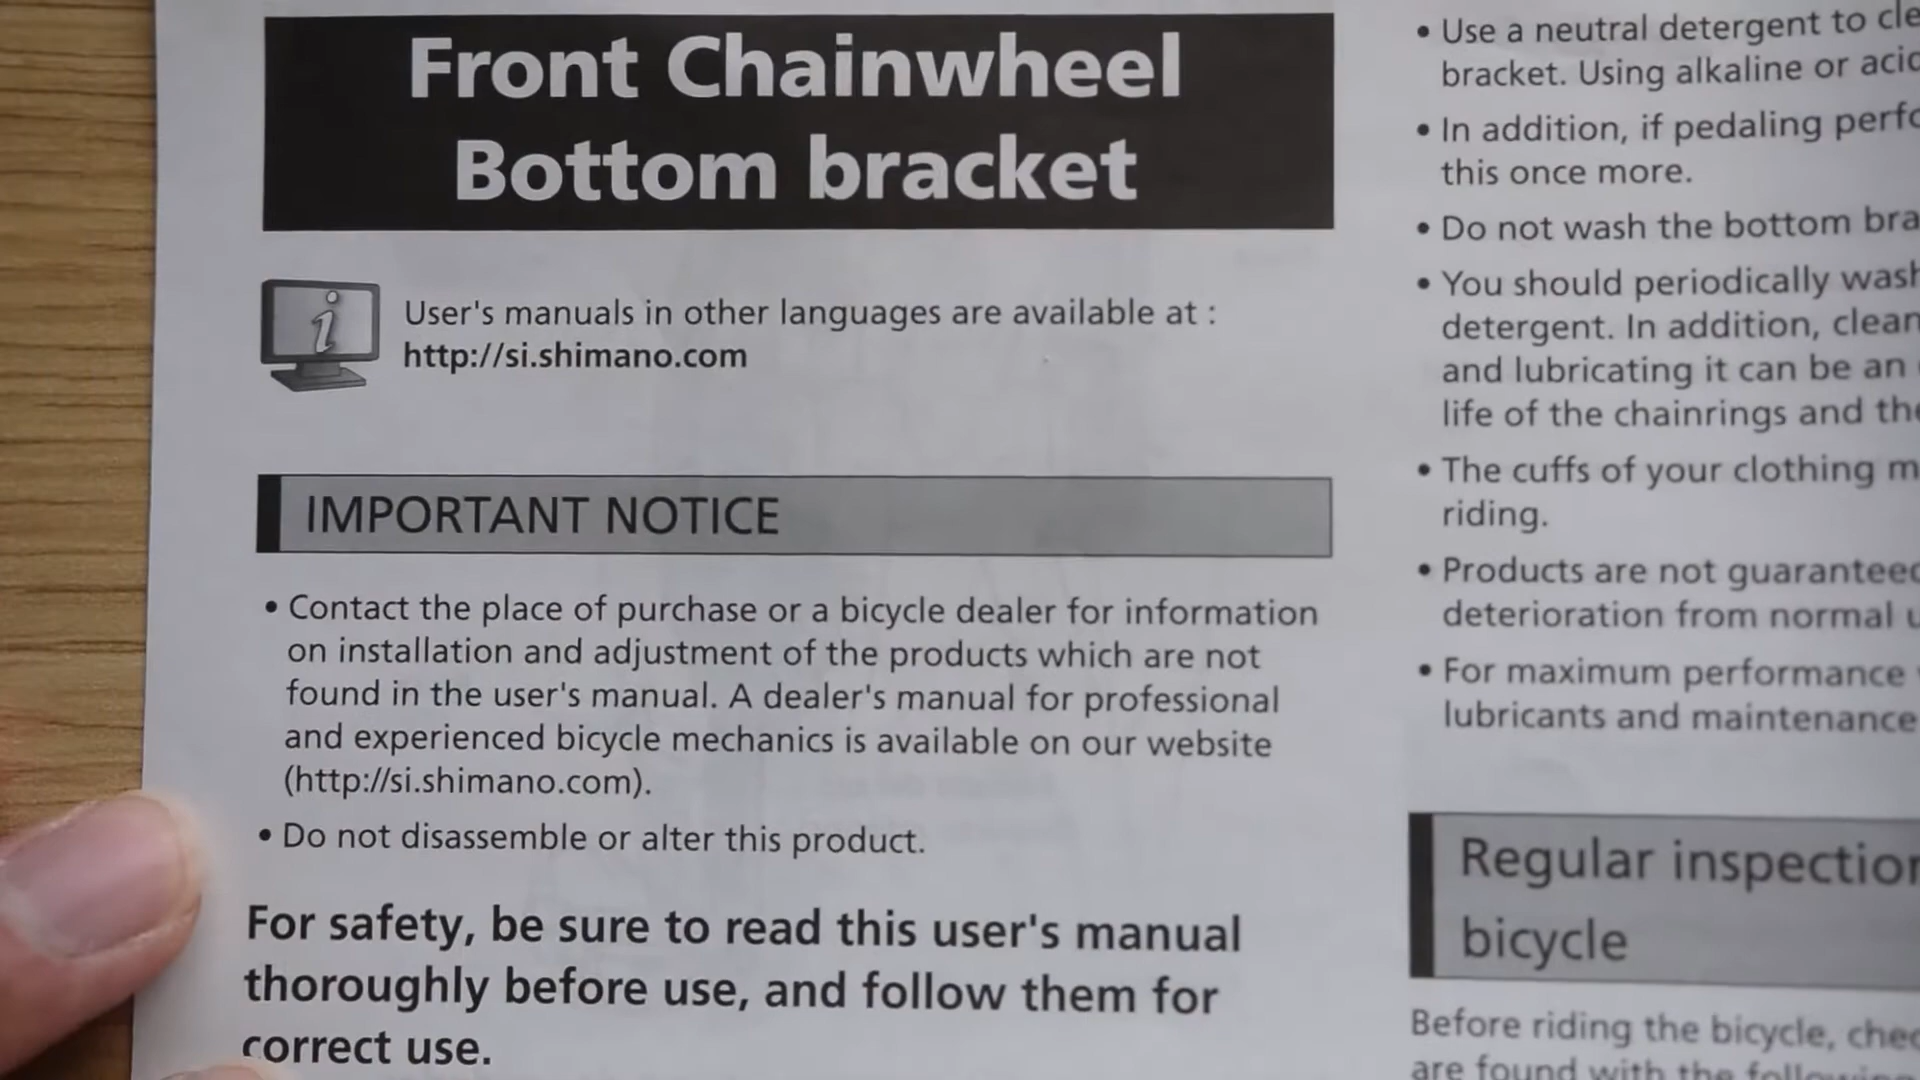 Front Chainwheel
Bottom bracket
User's manuals in other languages are available at :
http://si.shimano.com
IMPORTANT NOTICE
• Contact the place of purchase or a bicycle dealer for information
on installation and adjustment of the products which are not
found in the user's manual. A dealer's manual for professional
and experienced bicycle mechanics is available on our website
(http://si.shimano.com).
• Do not disassemble or alter this product.
For safety, be sure to read this user's manual
thoroughly before use, and follow them for
correct use.
• Use a neutral detergent to
bracket. Using alkaline or
• In addition, if pedaling
this once more.
• Do not wash the bottom
• You should periodically
detergent. In addition,
and lubricating it can be an
life of the chainrings and
• The cuffs of your clothing
riding.
• Products are not
deterioration from normal
• For maximum performance
lubricants and maintenance
Regular
bicycle
Before riding the bicycle,
are found with the